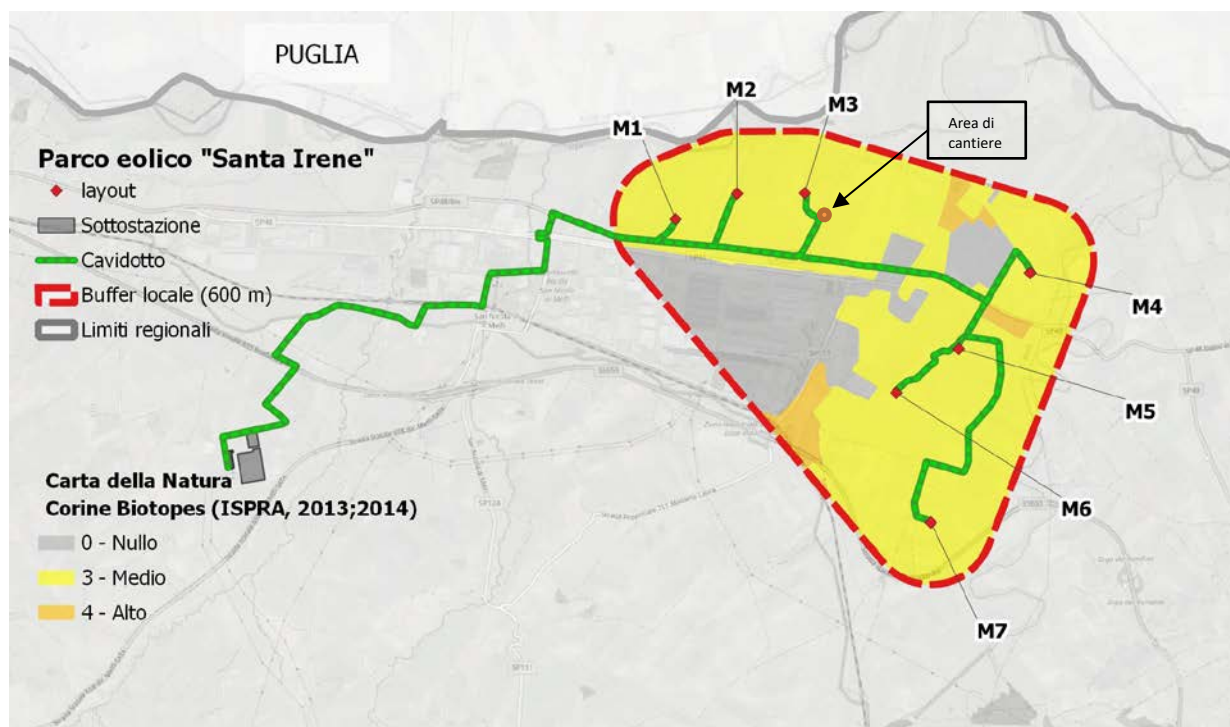 PUGLIA
M1
M2
M3
Area di
cantiere
Parco eolico "Santa Irene"
layout
Sottostazione
Cavidotto
Buffer locale (600 m)
Limiti regionali
M4
M5
M6
M7
Carta della Natura
Corine Biotopes (ISPRA, 2013;2014)
0 - Nullo
3 - Medio
4 - Alto